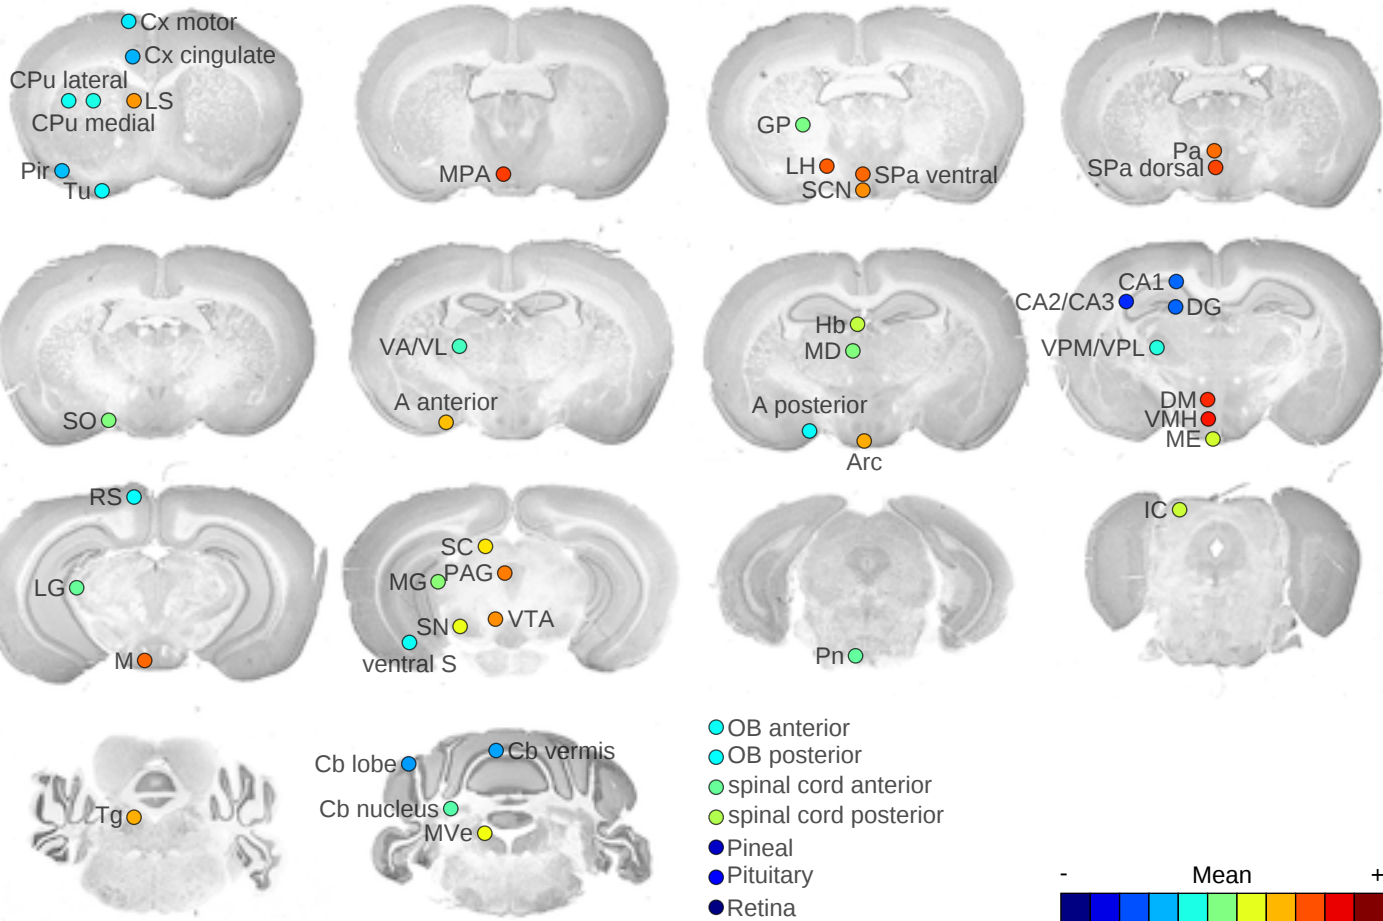 Cx motor
Cx cingulate
CPu lateral
LS
CPu medial
Pir
Tu
MPA
GP
LH
SPa ventral
SCN
Pa
SPa dorsal
SO
VA/VL
A anterior
Hb
MD
A posterior
Arc
CA1
CA2/CA3
DG
VPM/VPL
DM
VMH
ME
RS
LG
M
SC
MG
PAG
SN
VTA
ventral S
Pn
IC
Tg
Cb lobe
Cb vermis
Cb nucleus
MVe
OB anterior
OB posterior
spinal cord anterior
spinal cord posterior
Pineal
Pituitary
Retina
- Mean +